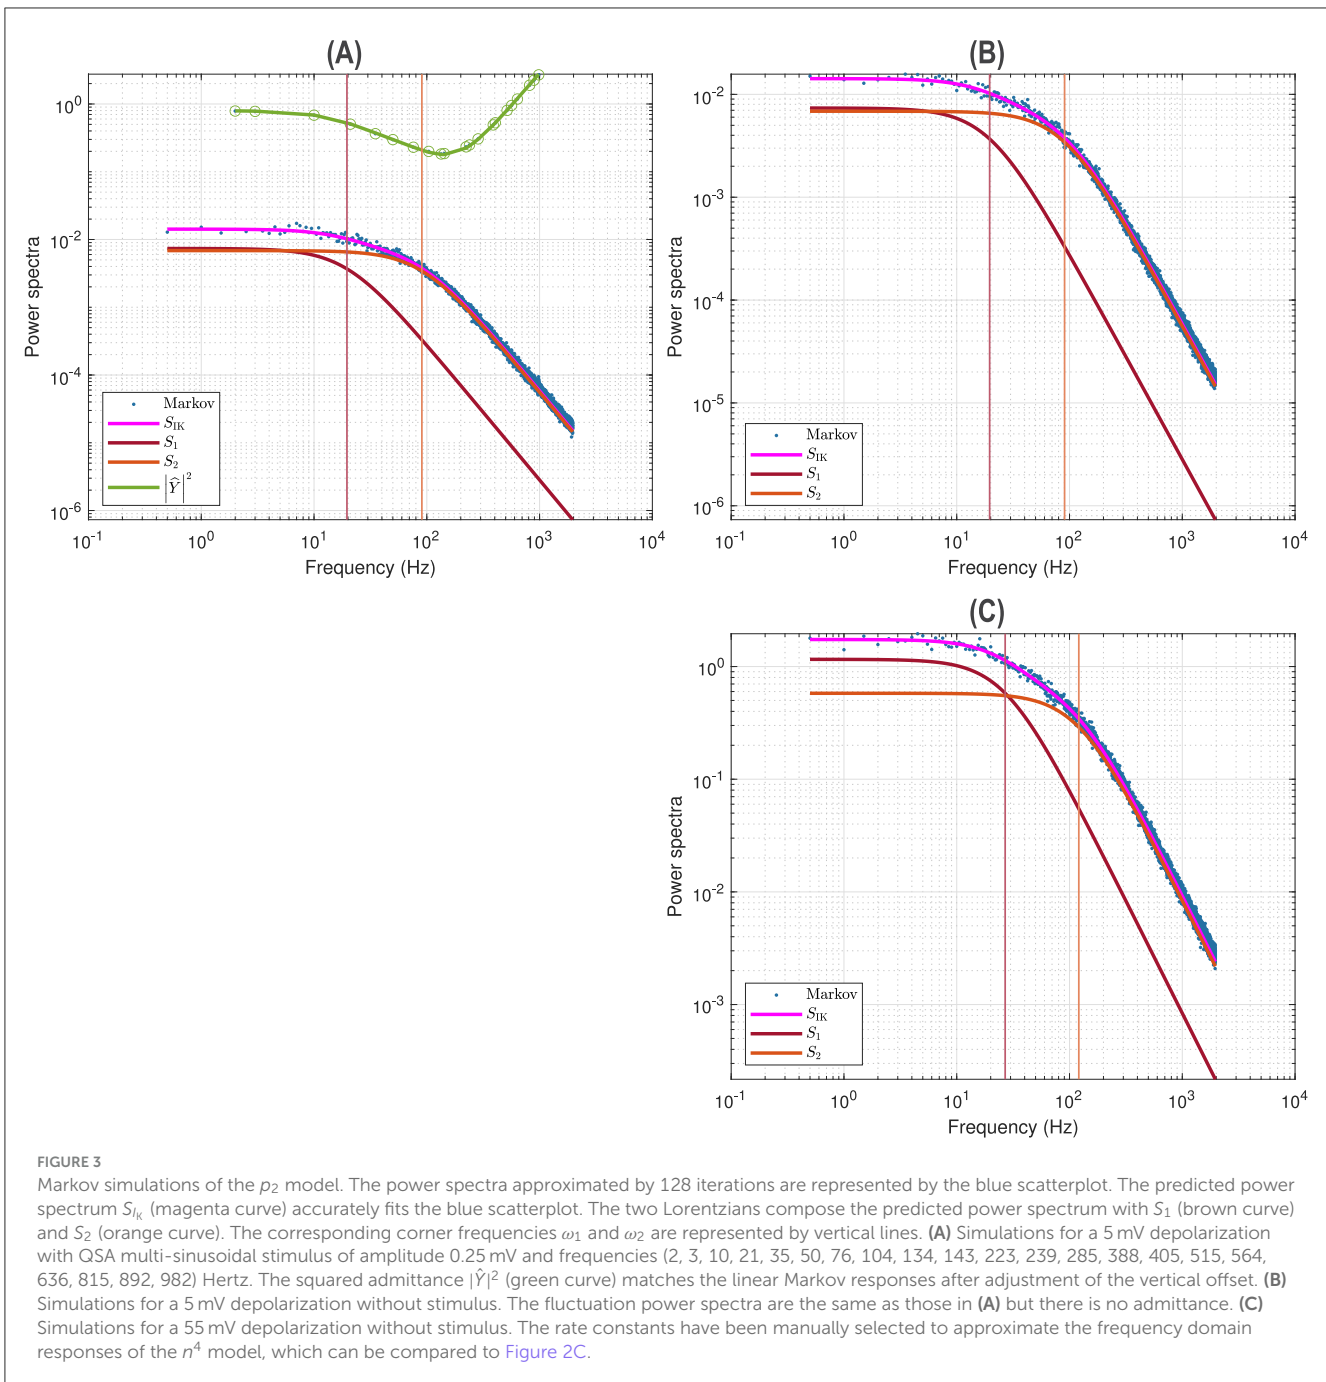 (A)
10^0
10^-2
10^-4
10^-6
Power spectra
Markov
S_IK
S_1
S_2
|Ŷ|^2
10^-1 10^0 10^1 10^2 10^3 10^4
Frequency (Hz)
(B)
10^-2
10^-3
10^-4
10^-5
10^-6
Power spectra
Markov
S_IK
S_1
S_2
10^-1 10^0 10^1 10^2 10^3 10^4
Frequency (Hz)
(C)
10^0
10^-1
10^-2
10^-3
Power spectra
Markov
S_IK
S_1
S_2
10^-1 10^0 10^1 10^2 10^3 10^4
Frequency (Hz)
FIGURE 3
Markov simulations of the p_2 model. The power spectra approximated by 128 iterations are represented by the blue scatterplot. The predicted power
spectrum S_{I_K} (magenta curve) accurately fits the blue scatterplot. The two Lorentzians compose the predicted power spectrum with S_1 (brown curve)
and S_2 (orange curve). The corresponding corner frequencies ω_1 and ω_2 are represented by vertical lines. (A) Simulations for a 5 mV depolarization
with QSA multi-sinusoidal stimulus of amplitude 0.25 mV and frequencies (2, 3, 10, 21, 35, 50, 76, 104, 134, 143, 223, 239, 285, 388, 405, 515, 564,
636, 815, 892, 982) Hertz. The squared admittance |Ŷ|^2 (green curve) matches the linear Markov responses after adjustment of the vertical offset. (B)
Simulations for a 5 mV depolarization without stimulus. The fluctuation power spectra are the same as those in (A) but there is no admittance. (C)
Simulations for a 55 mV depolarization without stimulus. The rate constants have been manually selected to approximate the frequency domain
responses of the n^4 model, which can be compared to Figure 2C.